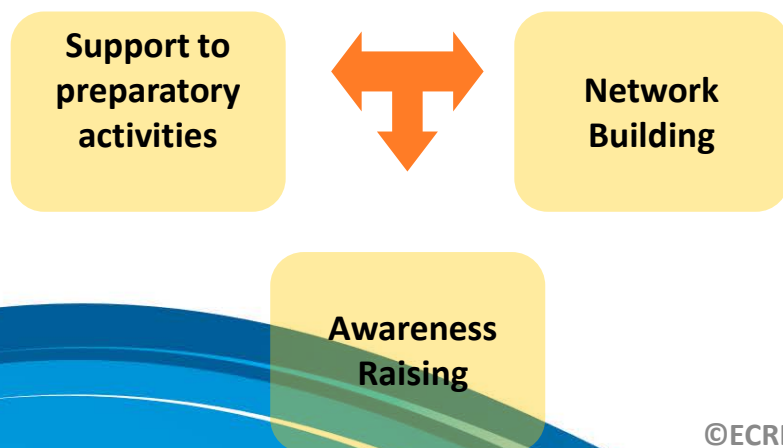 Support to
preparatory
activities
Network
Building
Awareness
Raising